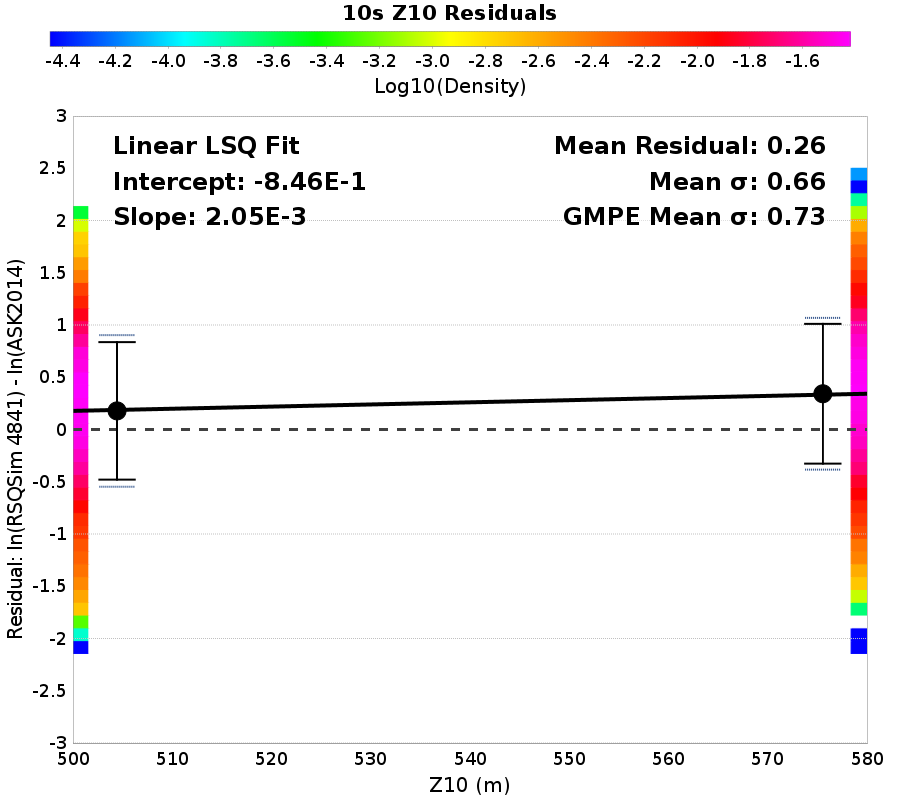 10s Z10 Residuals
-4.4 -4.2 -4.0 -3.8 -3.6 -3.4 -3.2 -3.0 -2.8 -2.6 -2.4 -2.2 -2.0 -1.8 -1.6
Log10(Density)
Linear LSQ Fit
Intercept: -8.46E-1
Slope: 2.05E-3
Mean Residual: 0.26
Mean σ: 0.66
GMPE Mean σ: 0.73
Residual: ln(RSQSim 4841) - ln(ASK2014)
3
2.5
2
1.5
1
0.5
0
-0.5
-1
-1.5
-2
-2.5
-3
500 510 520 530 540 550 560 570 580
Z10 (m)